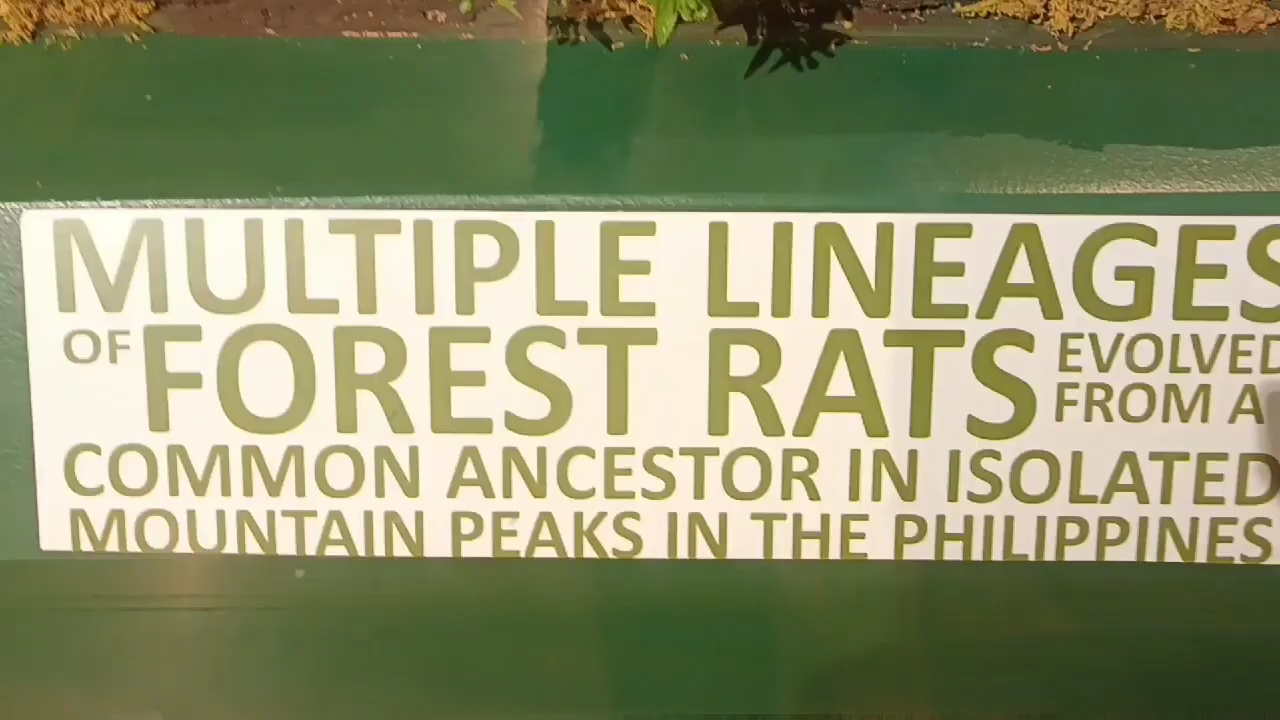 MULTIPLE LINEAGES
OF FOREST RATS EVOLVED
FROM A
COMMON ANCESTOR IN ISOLATED
MOUNTAIN PEAKS IN THE PHILIPPINES